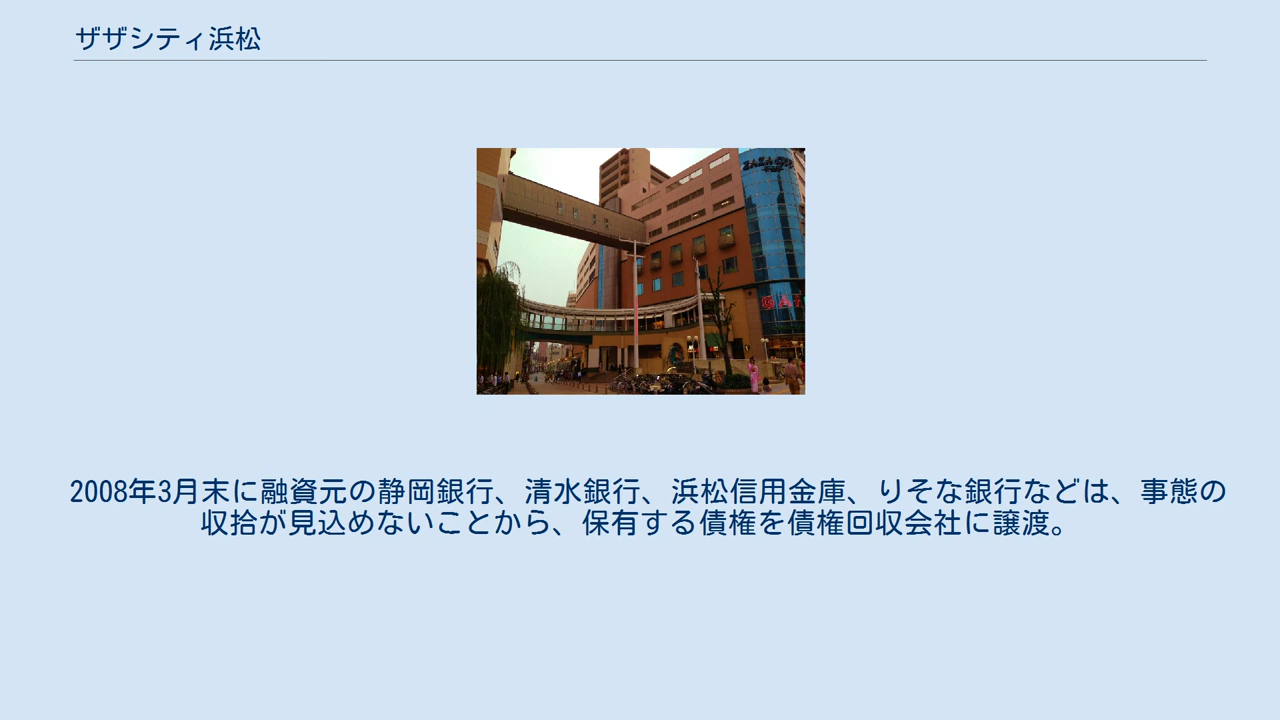 ザザシティ浜松
ZAZA CITY
2008年3月末に融資元の静岡銀行、清水銀行、浜松信用金庫、りそな銀行などは、事態の
収拾が見込めないことから、保有する債権を債権回収会社に譲渡。